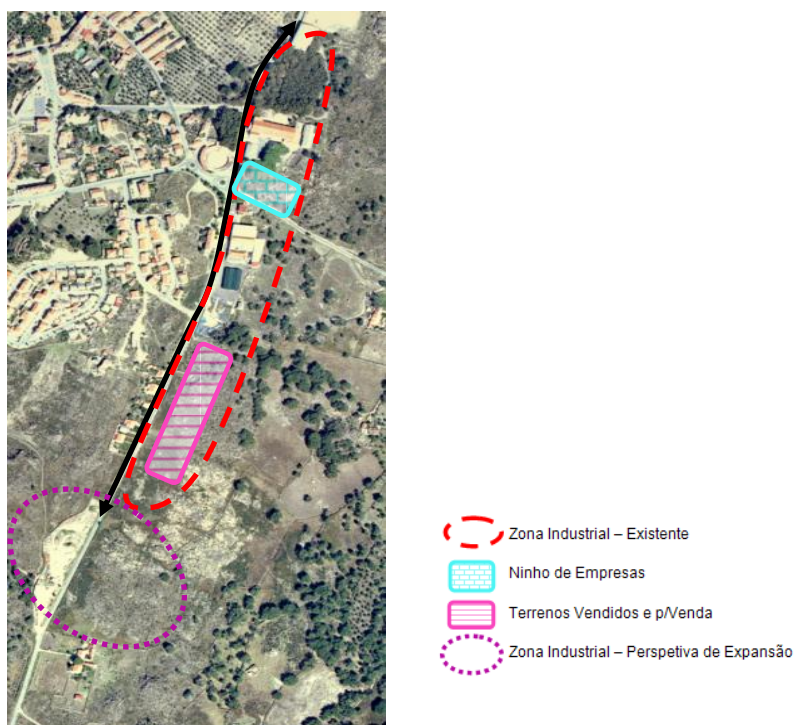 Zona Industrial – Existente
Ninho de Empresas
Terrenos Vendidos e p/Venda
Zona Industrial – Perspetiva de Expansão